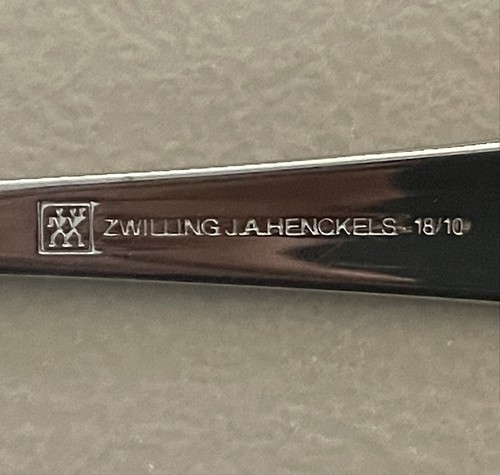 ZWILLING J.A.HENCKELS - 18/10